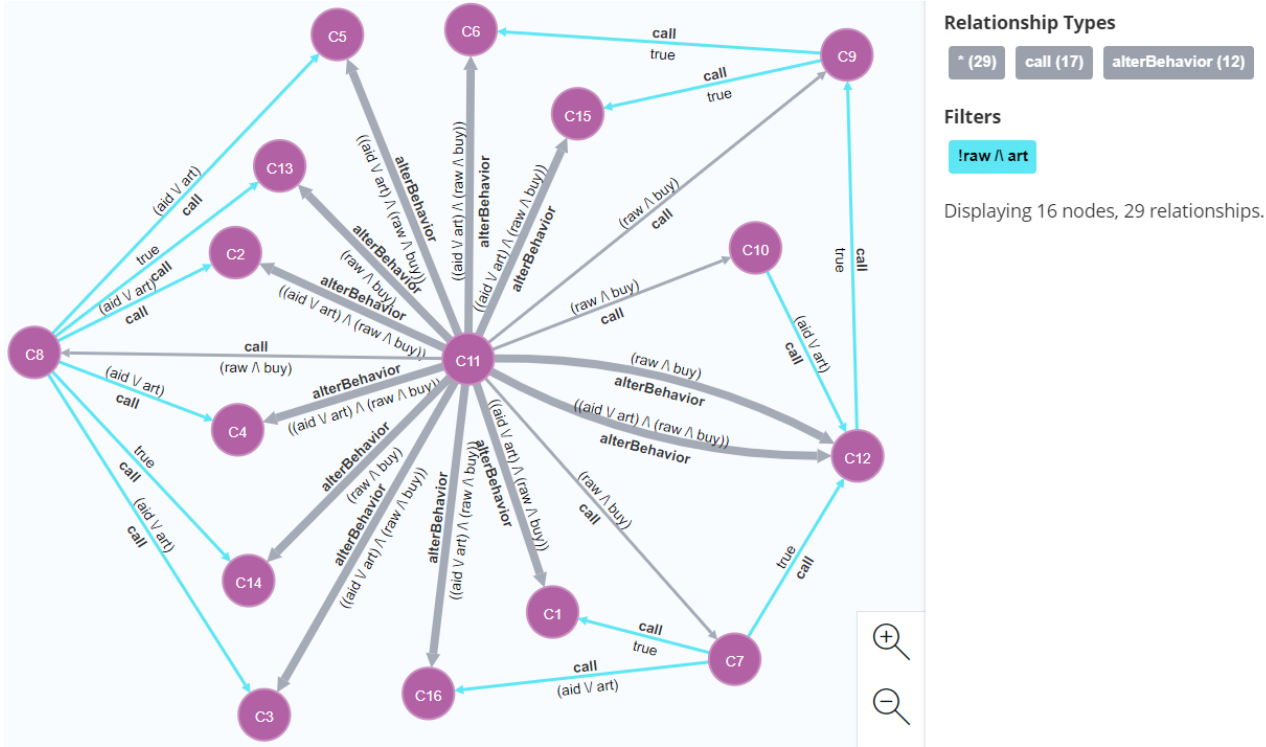 C5
C6
call
true
C9
call
true
C15
(aid \/ art)
call
C13
((aid \/ art) /\ (raw /\ buy))
alterBehavior
((aid \/ art) /\ (raw /\ buy))
alterBehavior
((aid \/ art) /\ (raw /\ buy))
alterBehavior
(raw /\ buy)
call
true
call
alterBehavior
(raw /\ buy)
C2
C10
call
true
(aid \/ art)
call
alterBehavior
((aid \/ art) /\ (raw /\ buy))
(raw /\ buy)
call
(aid \/ art)
call
C8
call
(raw /\ buy)
C11
(raw /\ buy)
alterBehavior
(aid \/ art)
call
alterBehavior
((aid \/ art) /\ (raw /\ buy))
((aid \/ art) /\ (raw /\ buy))
alterBehavior
C4
C12
true
call
alterBehavior
(raw /\ buy)
alterBehavior
((aid \/ art) /\ (raw /\ buy))
alterBehavior
((aid \/ art) /\ (raw /\ buy))
((aid \/ art) /\ (raw /\ buy))
alterBehavior
(raw /\ buy)
call
(aid \/ art)
call
true
call
C14
C1
call
true
C7
call
(aid \/ art)
C16
C3
Relationship Types
* (29)
call (17)
alterBehavior (12)
Filters
!raw /\ art
Displaying 16 nodes, 29 relationships.